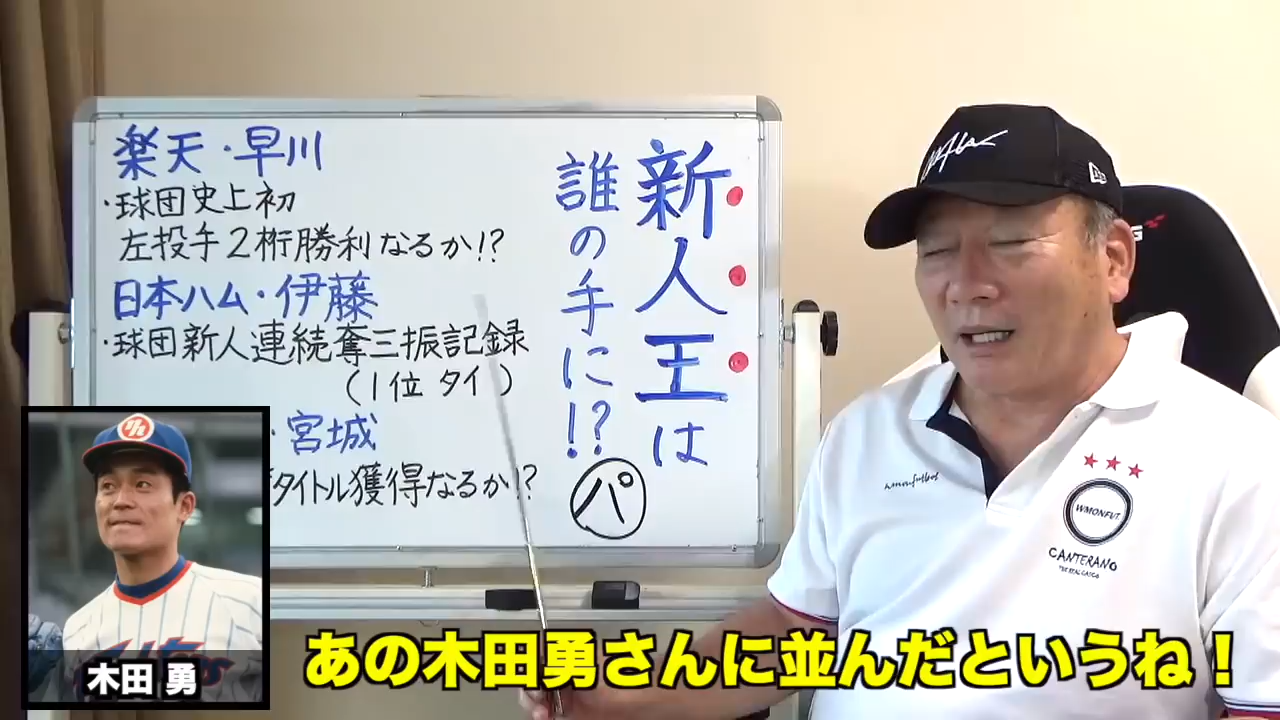 新人王は
誰の手に!?
パ
楽天・早川
・球団史上初
左投手2桁勝利なるか!?
日本ハム・伊藤
・球団新人連続奪三振記録
(1位タイ)
・宮城
タイトル獲得なるか!?
木田 勇
WMONFUT.
CANTERANO
あの木田勇さんに並んだというね!